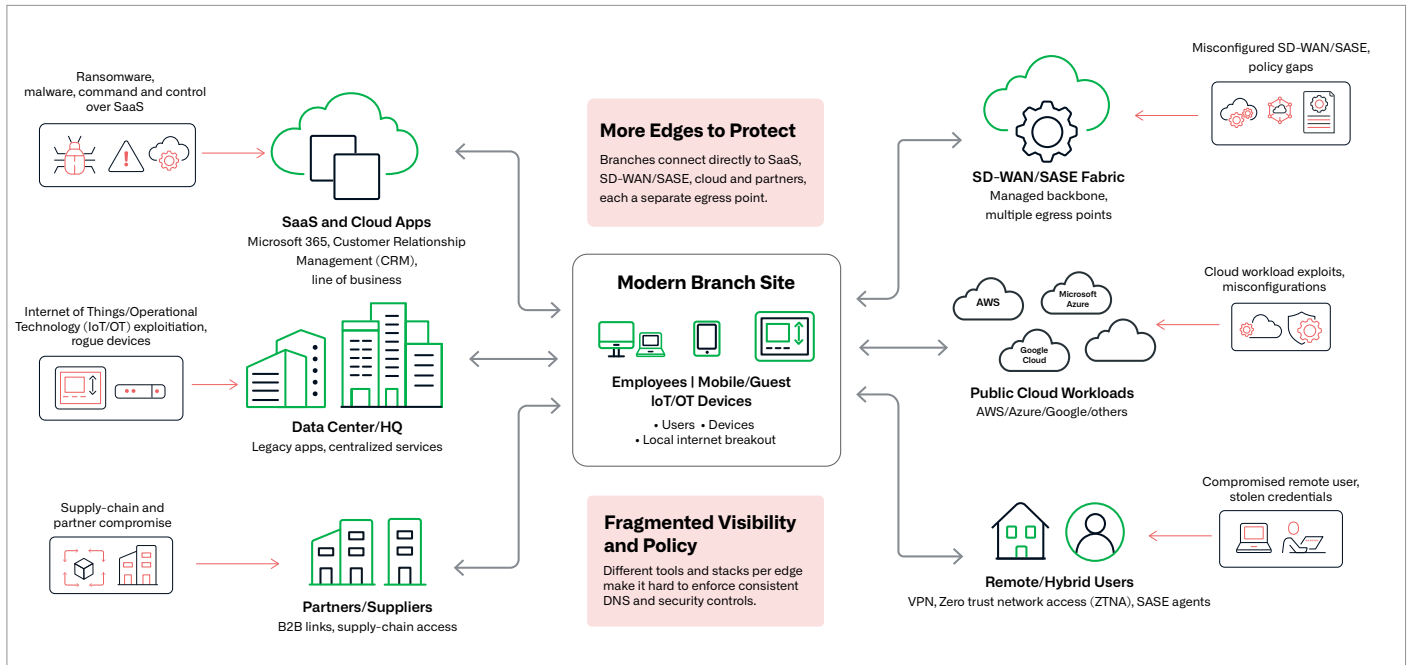 Ransomware,
malware, command and control
over SaaS
SaaS and Cloud Apps
Microsoft 365, Customer Relationship
Management (CRM),
line of business
Internet of Things/Operational
Technology (IoT/OT) exploitiation,
rogue devices
Data Center/HQ
Legacy apps, centralized services
Supply-chain and
partner compromise
Partners/Suppliers
B2B links, supply-chain access
More Edges to Protect
Branches connect directly to SaaS,
SD-WAN/SASE, cloud and partners,
each a separate egress point.
Modern Branch Site
Employees | Mobile/Guest
IoT/OT Devices
• Users • Devices
• Local internet breakout
Fragmented Visibility
and Policy
Different tools and stacks per edge
make it hard to enforce consistent
DNS and security controls.
Misconfigured SD-WAN/SASE,
policy gaps
SD-WAN/SASE Fabric
Managed backbone,
multiple egress points
Cloud workload exploits,
misconfigurations
AWS
Microsoft
Azure
Google
Cloud
Public Cloud Workloads
AWS/Azure/Google/others
Compromised remote user,
stolen credentials
Remote/Hybrid Users
VPN, Zero trust network access (ZTNA), SASE agents